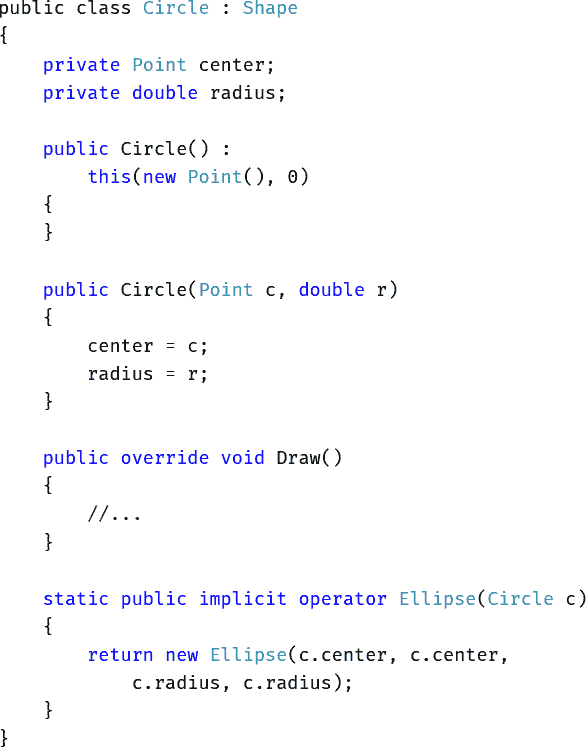 public class Circle : Shape
{
    private Point center;
    private double radius;

    public Circle() :
        this(new Point(), 0)
    {
    }

    public Circle(Point c, double r)
    {
        center = c;
        radius = r;
    }

    public override void Draw()
    {
        //...
    }

    static public implicit operator Ellipse(Circle c)
    {
        return new Ellipse(c.center, c.center,
            c.radius, c.radius);
    }
}